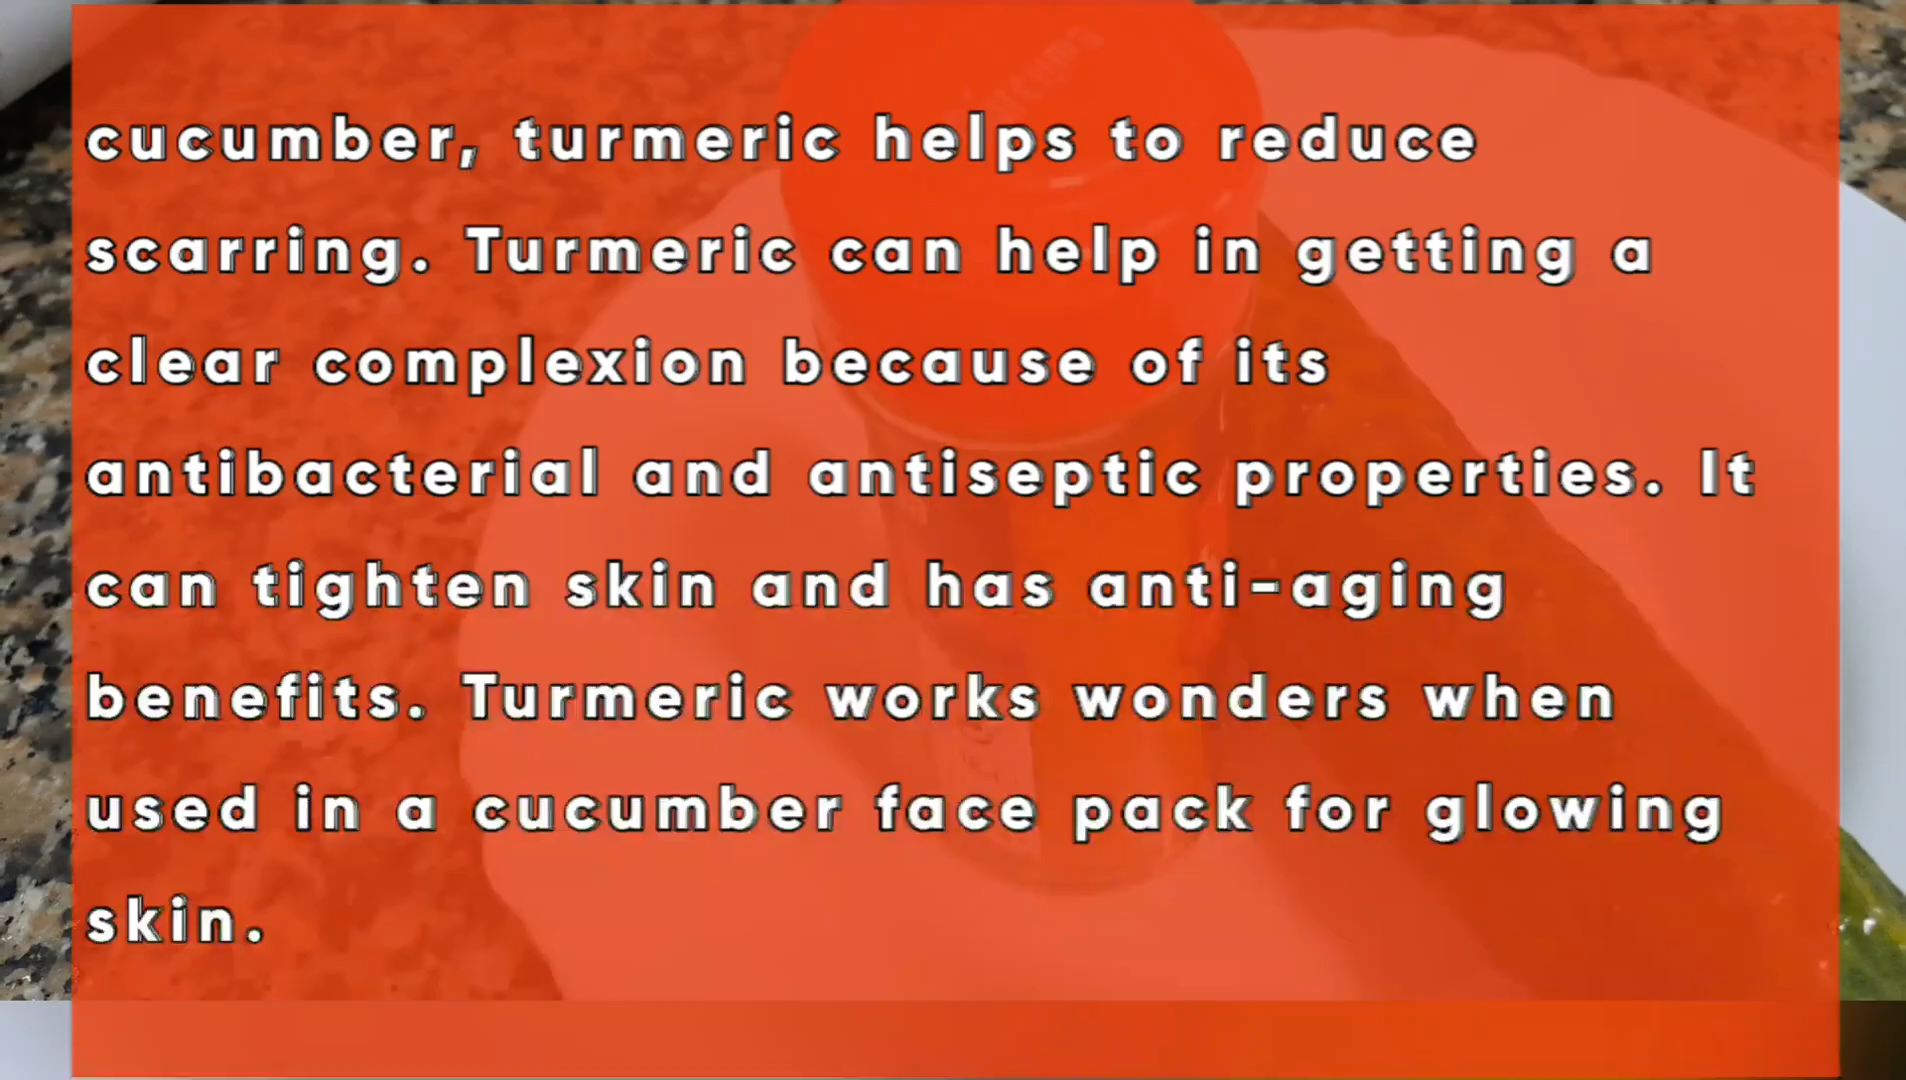 cucumber, turmeric helps to reduce
scarring. Turmeric can help in getting a
clear complexion because of its
antibacterial and antiseptic properties. It
can tighten skin and has anti-aging
benefits. Turmeric works wonders when
used in a cucumber face pack for glowing
skin.